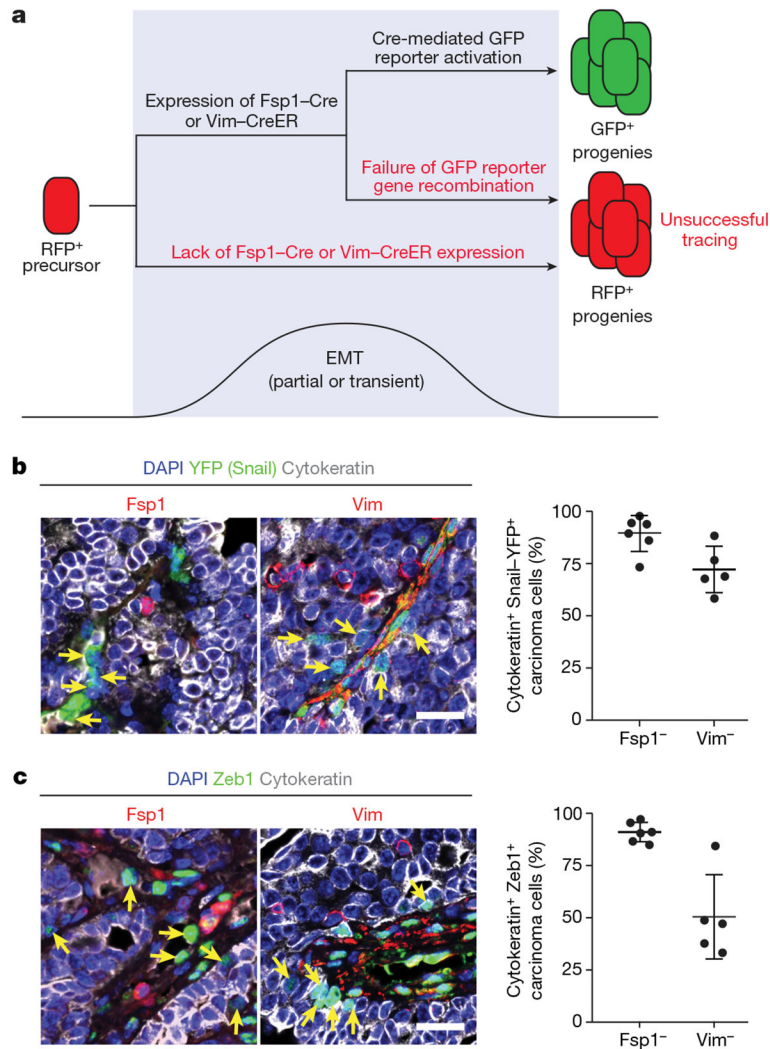 a
Cre-mediated GFP
reporter activation
Expression of Fsp1–Cre
or Vim–CreER
GFP⁺
progenies
Failure of GFP reporter
gene recombination
Unsuccessful
tracing
RFP⁺
precursor
Lack of Fsp1–Cre or Vim–CreER expression
RFP⁺
progenies
EMT
(partial or transient)
b
DAPI YFP (Snail) Cytokeratin
Fsp1
Vim
Cytokeratin⁺ Snail–YFP⁺
carcinoma cells (%)
100
75
50
25
0
Fsp1⁻
Vim⁻
c
DAPI Zeb1 Cytokeratin
Fsp1
Vim
Cytokeratin⁺ Zeb1⁺
carcinoma cells (%)
100
75
50
25
0
Fsp1⁻
Vim⁻